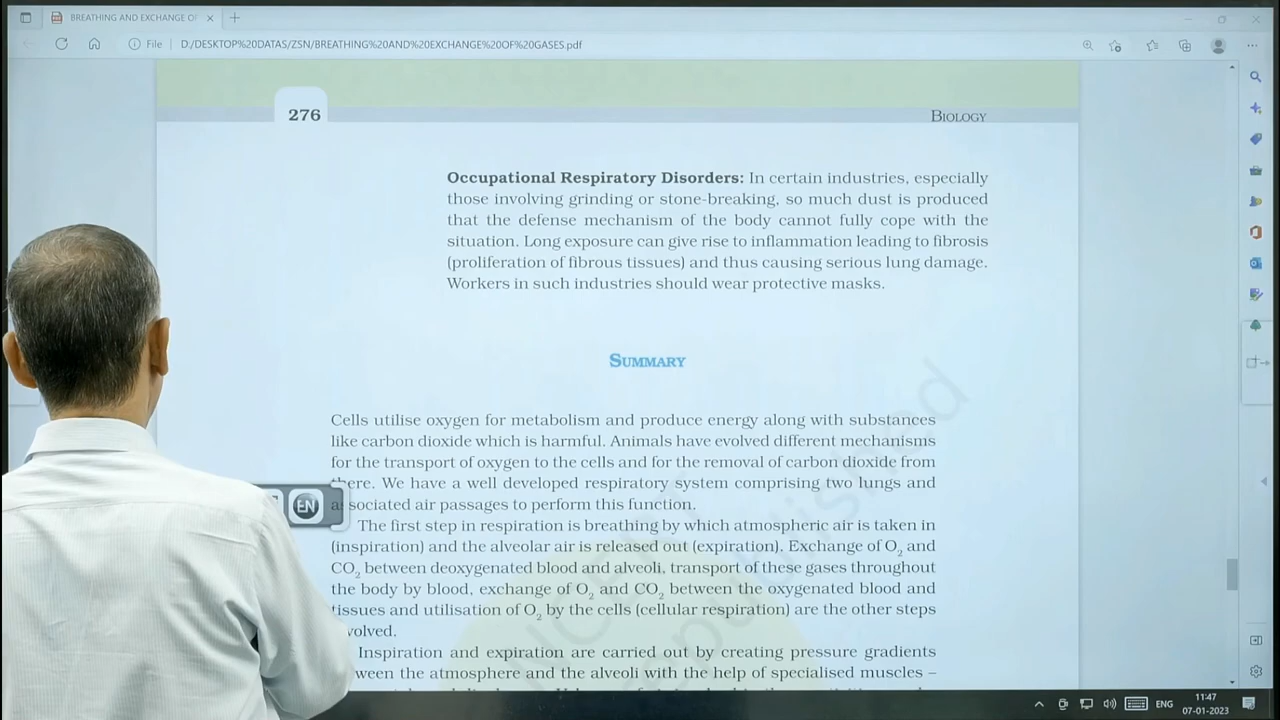 BREATHING AND EXCHANGE OF
File
D:/DESKTOP%20DATAS/ZSN/BREATHING%20AND%20EXCHANGE%20OF%20GASES.pdf
276
BIOLOGY
Occupational Respiratory Disorders: In certain industries, especially
those involving grinding or stone-breaking, so much dust is produced
that the defense mechanism of the body cannot fully cope with the
situation. Long exposure can give rise to inflammation leading to fibrosis
(proliferation of fibrous tissues) and thus causing serious lung damage.
Workers in such industries should wear protective masks.
SUMMARY
Cells utilise oxygen for metabolism and produce energy along with substances
like carbon dioxide which is harmful. Animals have evolved different mechanisms
for the transport of oxygen to the cells and for the removal of carbon dioxide from
there. We have a well developed respiratory system comprising two lungs and
associated air passages to perform this function.
The first step in respiration is breathing by which atmospheric air is taken in
(inspiration) and the alveolar air is released out (expiration). Exchange of O₂ and
CO₂ between deoxygenated blood and alveoli, transport of these gases throughout
the body by blood, exchange of O₂ and CO₂ between the oxygenated blood and
tissues and utilisation of O₂ by the cells (cellular respiration) are the other steps
volved.
Inspiration and expiration are carried out by creating pressure gradients
ween the atmosphere and the alveoli with the help of specialised muscles –
EN
ENG
11:47
07-01-2023